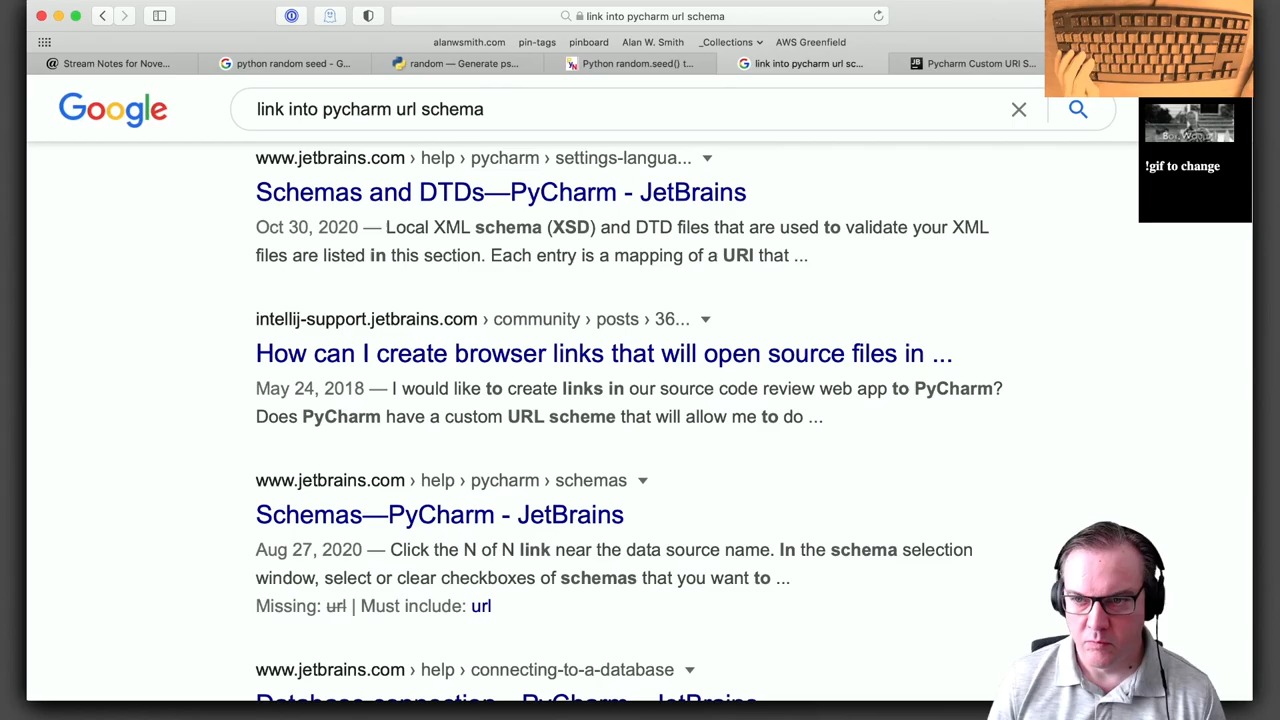 link into pycharm url schema
alanwsmith.com pin-tags pinboard Alan W. Smith _Collections AWS Greenfield
@ Stream Notes for Nove... python random seed - G... random — Generate ps... Python random.seed() t... link into pycharm url sc... Pycharm Custom URI S...
Google link into pycharm url schema
!gif to change
www.jetbrains.com › help › pycharm › settings-langua...
Schemas and DTDs—PyCharm - JetBrains
Oct 30, 2020 — Local XML schema (XSD) and DTD files that are used to validate your XML
files are listed in this section. Each entry is a mapping of a URI that ...
intellij-support.jetbrains.com › community › posts › 36...
How can I create browser links that will open source files in ...
May 24, 2018 — I would like to create links in our source code review web app to PyCharm?
Does PyCharm have a custom URL scheme that will allow me to do ...
www.jetbrains.com › help › pycharm › schemas
Schemas—PyCharm - JetBrains
Aug 27, 2020 — Click the N of N link near the data source name. In the schema selection
window, select or clear checkboxes of schemas that you want to ...
Missing: url | Must include: url
www.jetbrains.com › help › connecting-to-a-database
Database connection—PyCharm - JetBrains